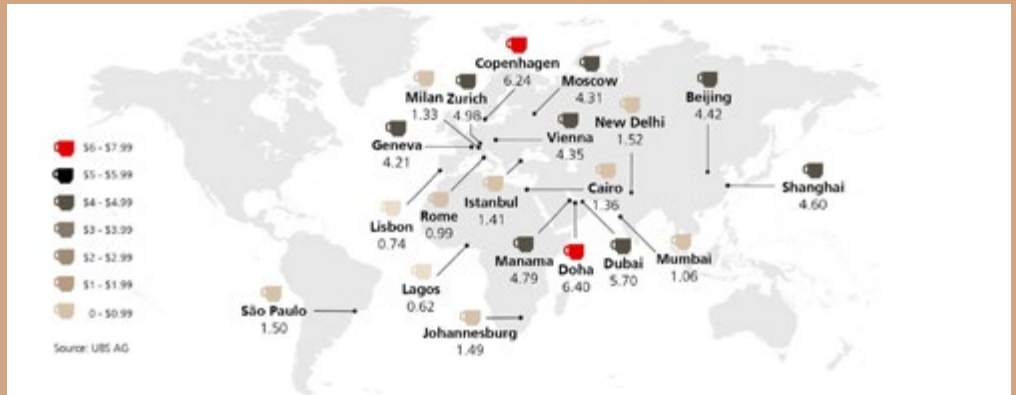 Copenhagen
6.24
Moscow
4.31
Milan
1.33
Zurich
4.98
Beijing
4.42
New Delhi
1.52
Geneva
4.21
Vienna
4.35
$6 - $7.99
$5 - $5.99
$4 - $4.99
$3 - $3.99
$2 - $2.99
$1 - $1.99
0 - $0.99
Source: UBS AG
Shanghai
4.60
Cairo
1.36
Istanbul
1.41
Rome
0.99
Lisbon
0.74
Manama
4.79
Doha
6.40
Dubai
5.70
Mumbai
1.06
Lagos
0.62
São Paulo
1.50
Johannesburg
1.49